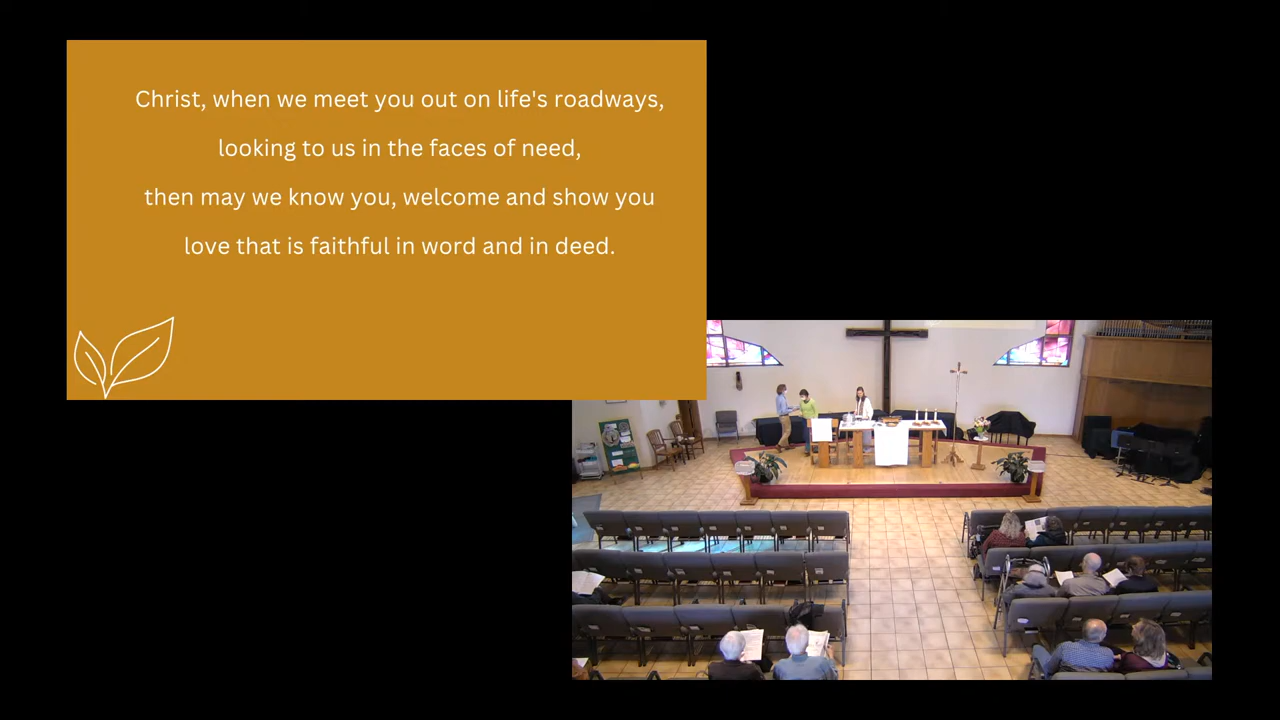 Christ, when we meet you out on life's roadways,
looking to us in the faces of need,
then may we know you, welcome and show you
love that is faithful in word and in deed.